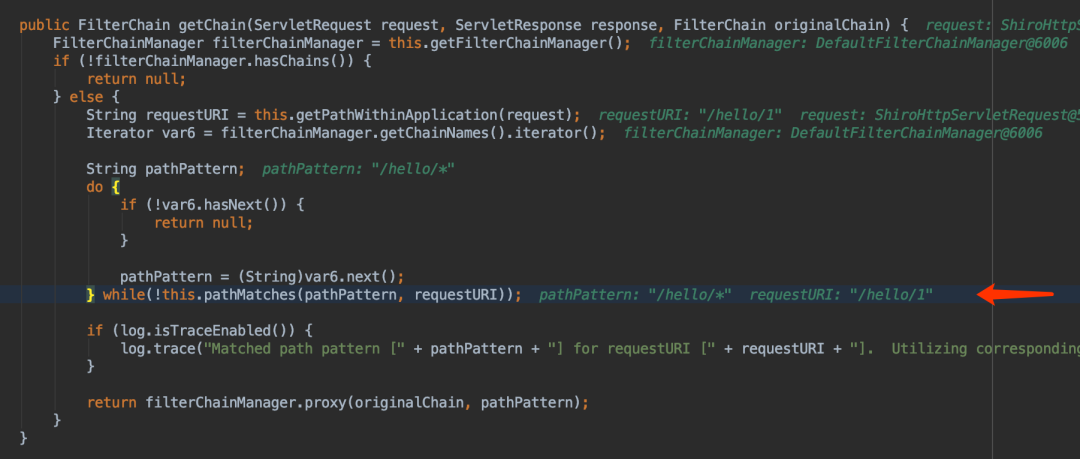 public FilterChain getChain(ServletRequest request, ServletResponse response, FilterChain originalChain) {  request: ShiroHttpS
    FilterChainManager filterChainManager = this.getFilterChainManager();  filterChainManager: DefaultFilterChainManager@6006
    if (!filterChainManager.hasChains()) {
        return null;
    } else {
        String requestURI = this.getPathWithinApplication(request);  requestURI: "/hello/1"  request: ShiroHttpServletRequest@5
        Iterator var6 = filterChainManager.getChainNames().iterator();  filterChainManager: DefaultFilterChainManager@6006
        String pathPattern;  pathPattern: "/hello/*"
        do {
            if (!var6.hasNext()) {
                return null;
            }
            pathPattern = (String)var6.next();
        } while(!this.pathMatches(pathPattern, requestURI));  pathPattern: "/hello/*"  requestURI: "/hello/1"
        if (log.isTraceEnabled()) {
            log.trace("Matched path pattern [" + pathPattern + "] for requestURI [" + requestURI + "].  Utilizing corresponding
        }
        return filterChainManager.proxy(originalChain, pathPattern);
    }
}